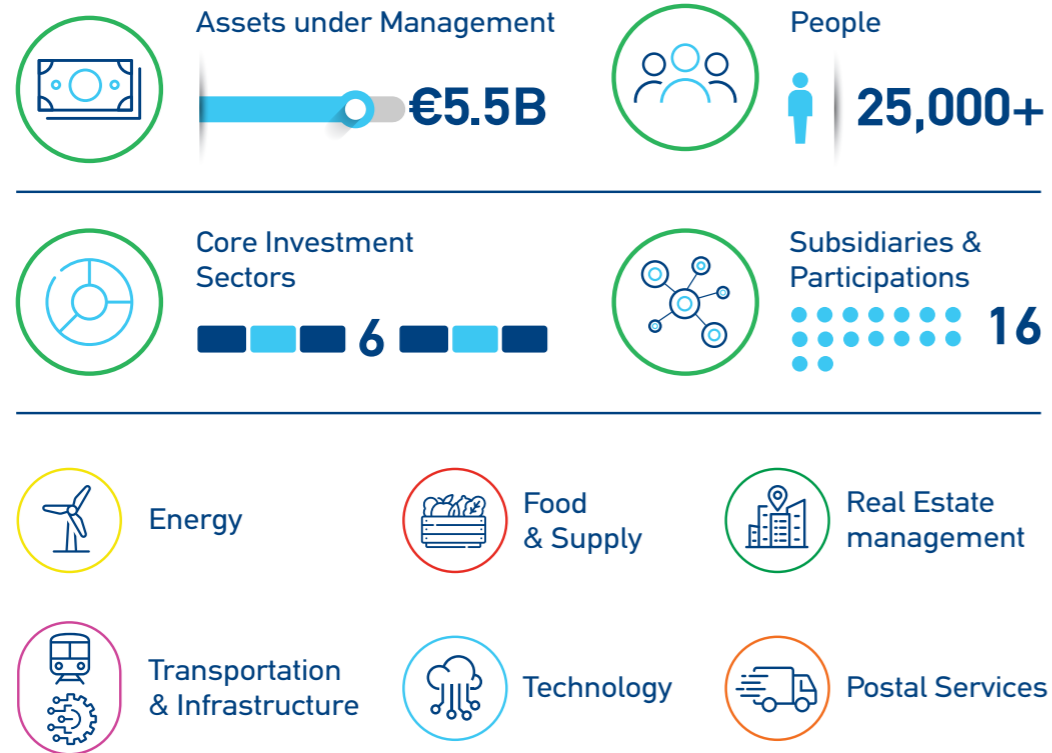 Assets under Management
€5.5B
People
25,000+
Core Investment
Sectors
6
Subsidiaries &
Participations
16
Energy
Food
& Supply
Real Estate
management
Transportation
& Infrastructure
Technology
Postal Services